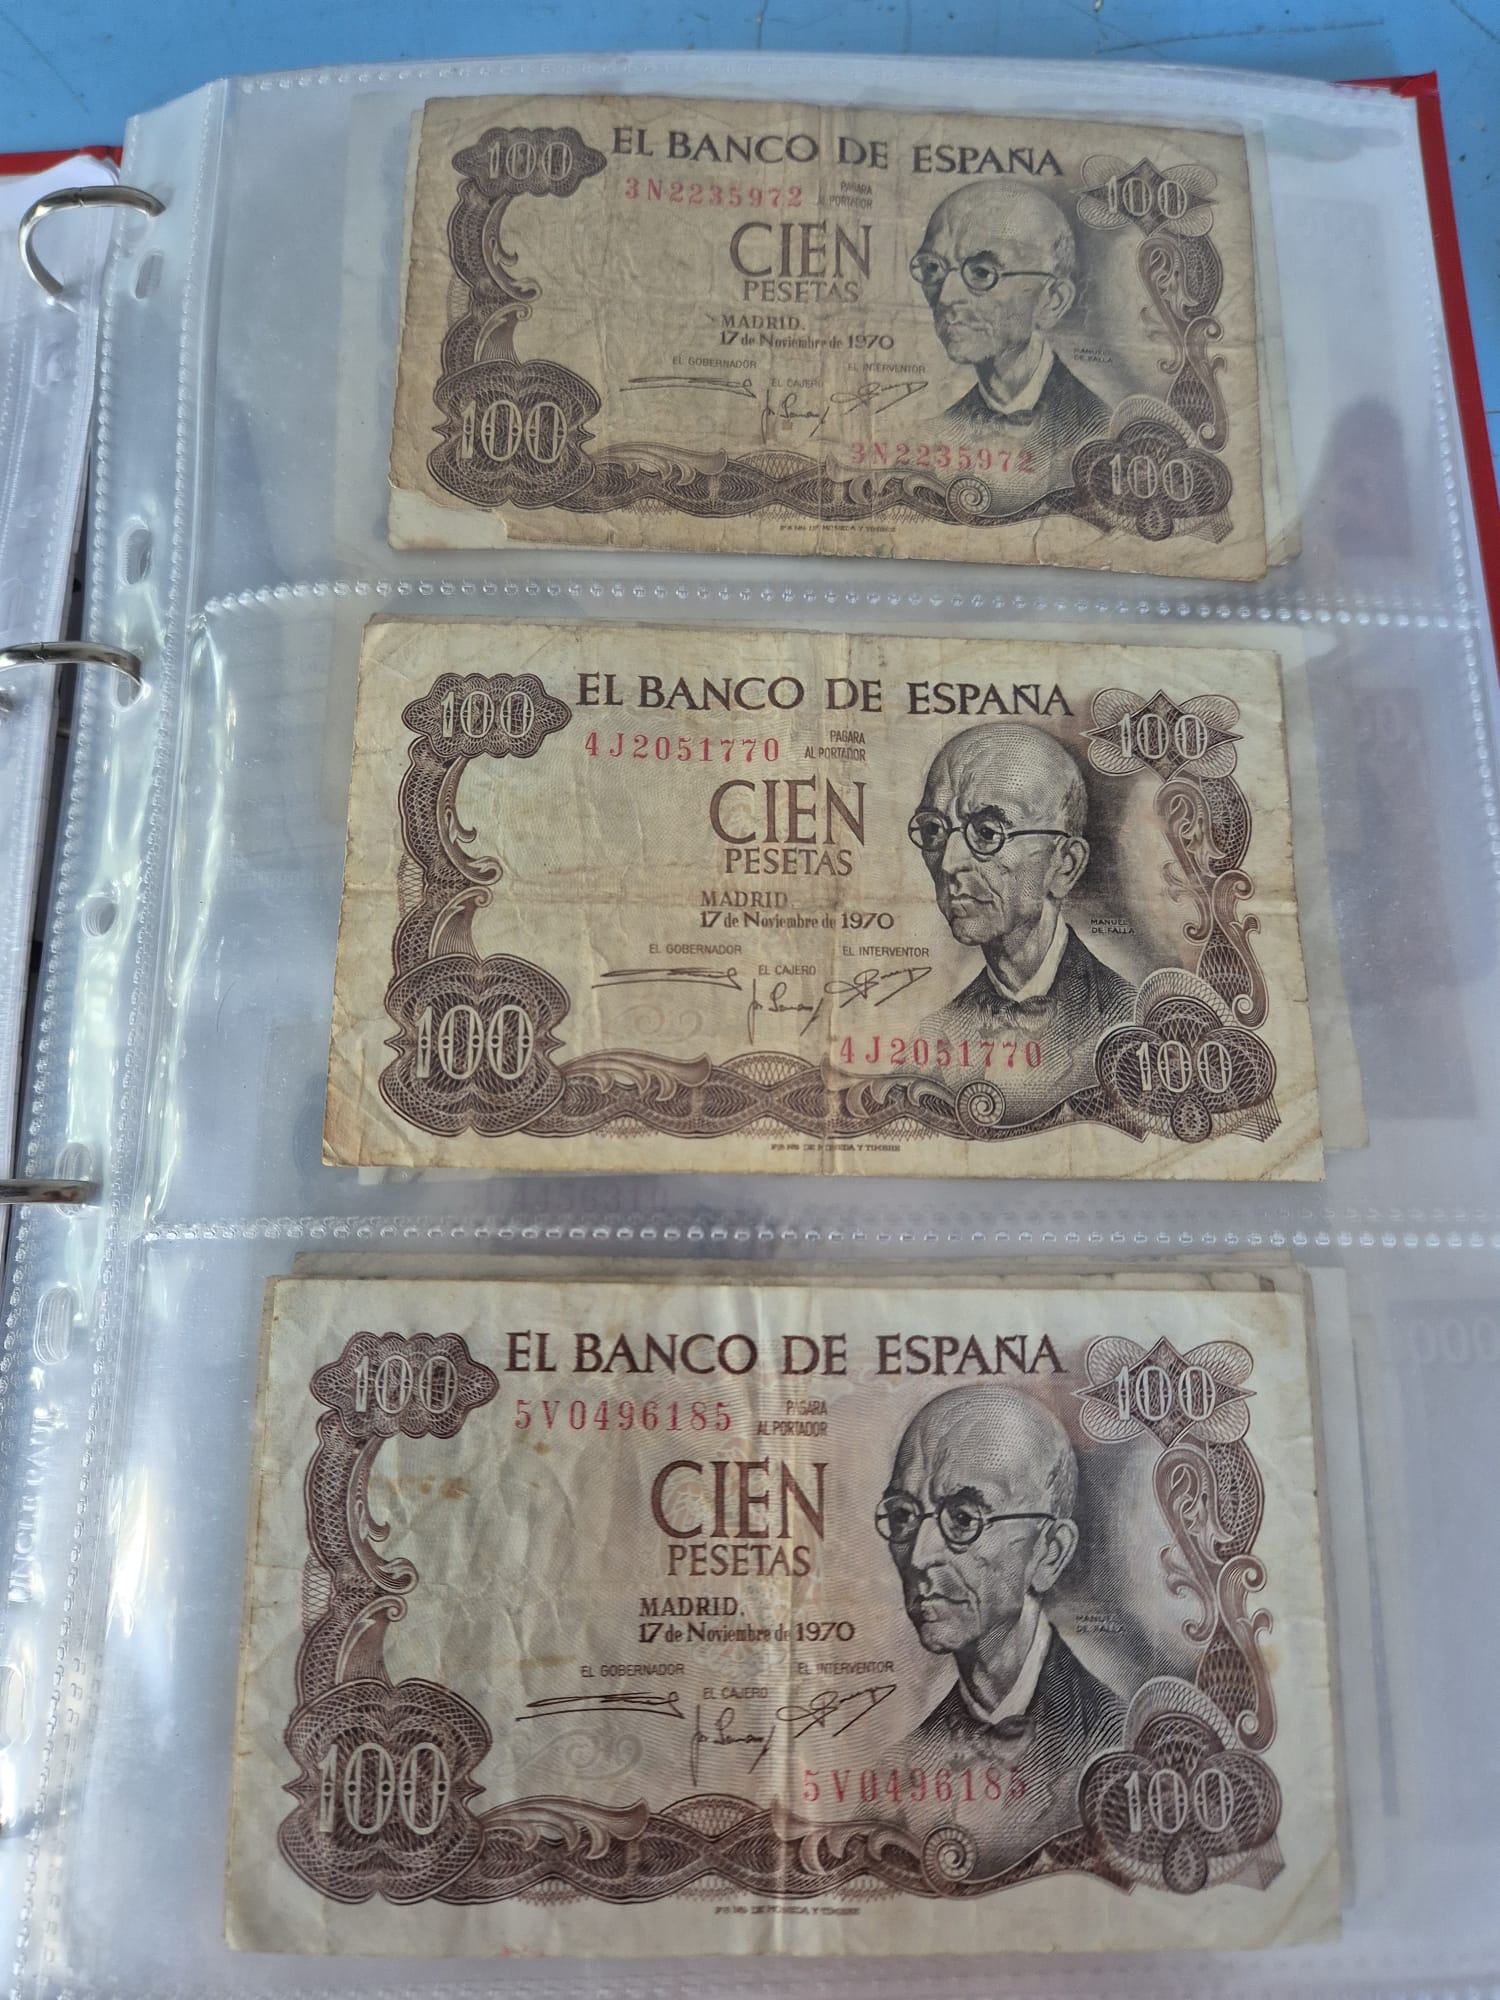 100 EL BANCO DE ESPAÑA 100
3N2235972 PAGARA
AL PORTADOR
CIEN
PESETAS
MADRID,
17 de Noviembre de 1970
MANUEL
DE FALLA
EL GOBERNADOR EL INTERVENTOR
EL CAJERO
100 3N2235972 100
100 EL BANCO DE ESPAÑA 100
4J2051770 PAGARA
AL PORTADOR
CIEN
PESETAS
MADRID,
17 de Noviembre de 1970
MANUEL
DE FALLA
EL GOBERNADOR EL INTERVENTOR
EL CAJERO
100 4J2051770 100
100 EL BANCO DE ESPAÑA 100
5V0496185 PAGARA
AL PORTADOR
CIEN
PESETAS
MADRID,
17 de Noviembre de 1970
MANUEL
DE FALLA
EL GOBERNADOR EL INTERVENTOR
EL CAJERO
100 5V0496185 100